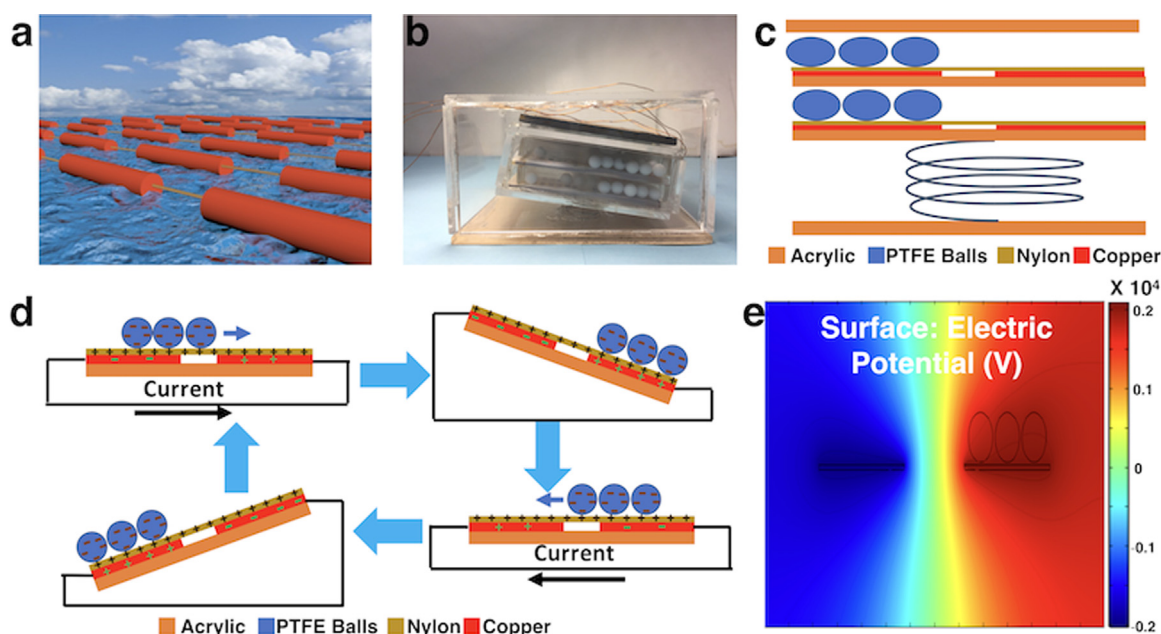 a
b
c
Acrylic PTFE Balls Nylon Copper
d
Current
Current
Acrylic PTFE Balls Nylon Copper
e
Surface: Electric
Potential (V)
X 10⁴
0.2
0.1
0
-0.1
-0.2